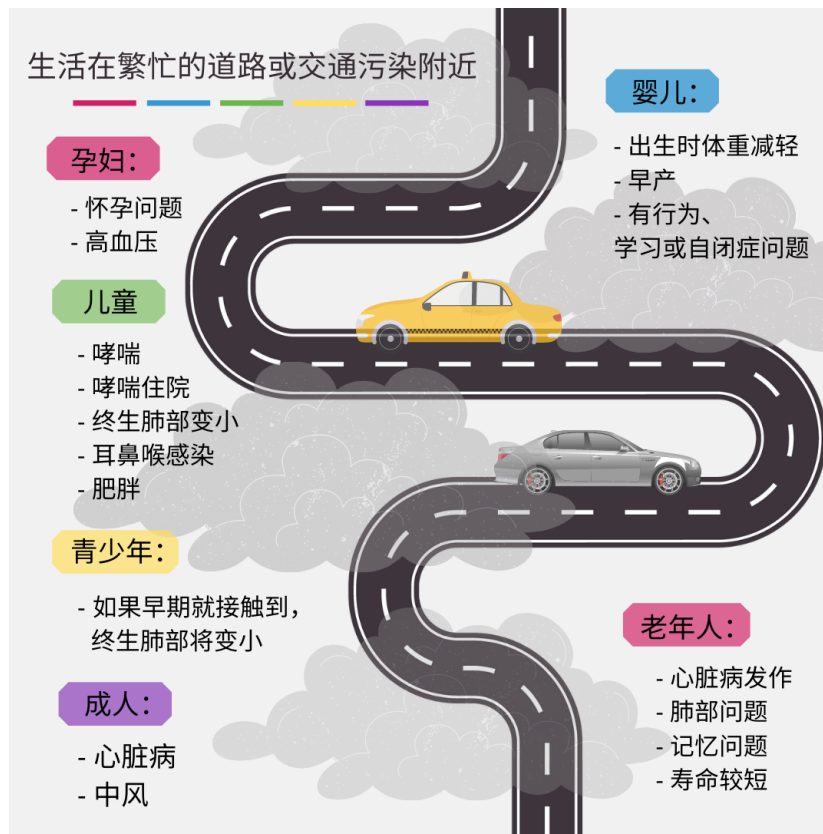 生活在繁忙的道路或交通污染附近
孕妇：
- 怀孕问题
- 高血压
婴儿：
- 出生时体重减轻
- 早产
- 有行为、
学习或自闭症问题
儿童
- 哮喘
- 哮喘住院
- 终生肺部变小
- 耳鼻喉感染
- 肥胖
青少年：
- 如果早期就接触到，
终生肺部将变小
成人：
- 心脏病
- 中风
老年人：
- 心脏病发作
- 肺部问题
- 记忆问题
- 寿命较短